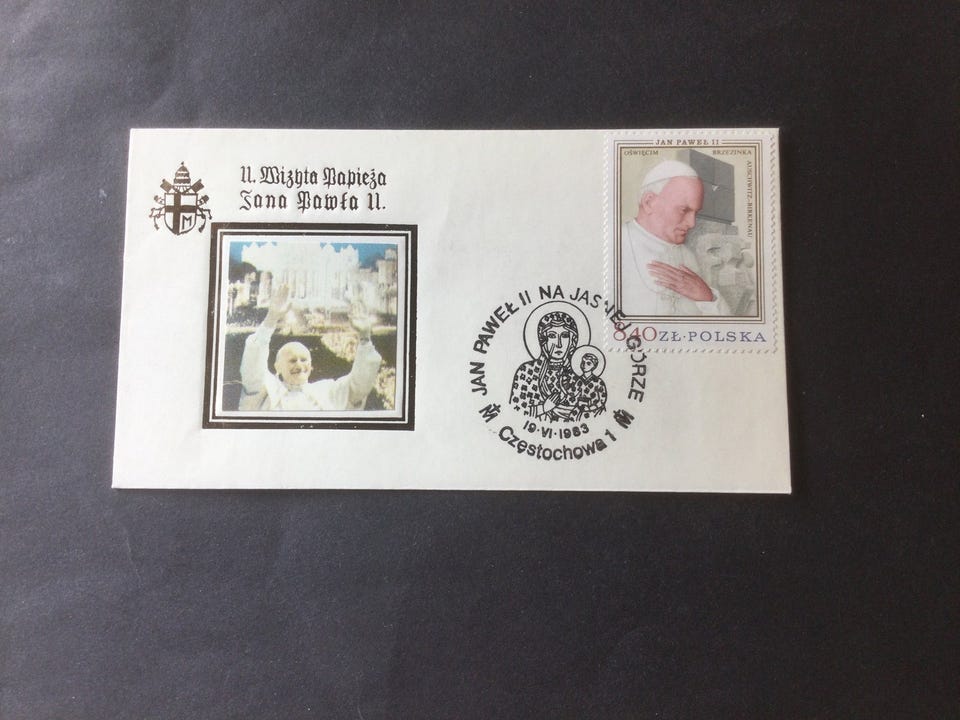 II. Wizyta Papieża
Jana Pawła II.
M
JAN PAWEŁ II
OŚWIĘCIM BRZEZINKA
AUSCHWITZ-BIRKENAU
8.40 ZŁ·POLSKA
JAN PAWEŁ II NA JASNEJ GÓRZE
19·VI·1983
Częstochowa 1